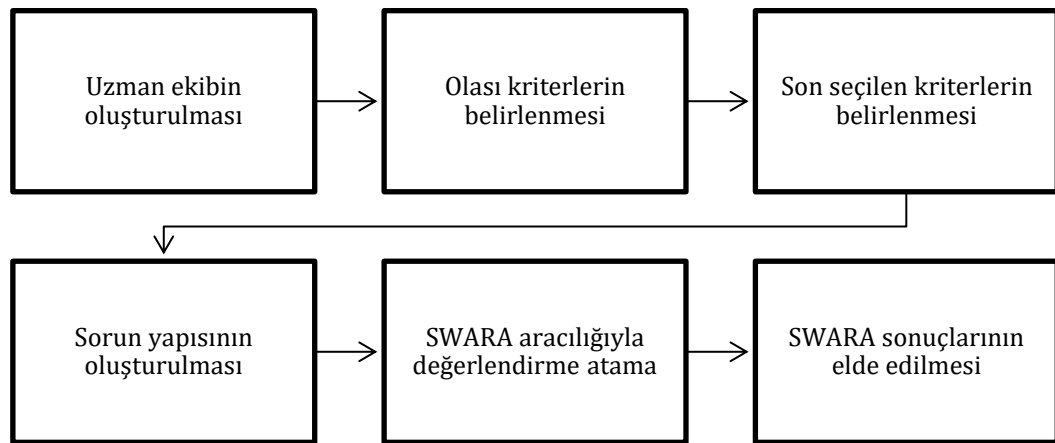 Uzman ekibin
oluşturulması
Olası kriterlerin
belirlenmesi
Son seçilen kriterlerin
belirlenmesi
Sorun yapısının
oluşturulması
SWARA aracılığıyla
değerlendirme atama
SWARA sonuçlarının
elde edilmesi